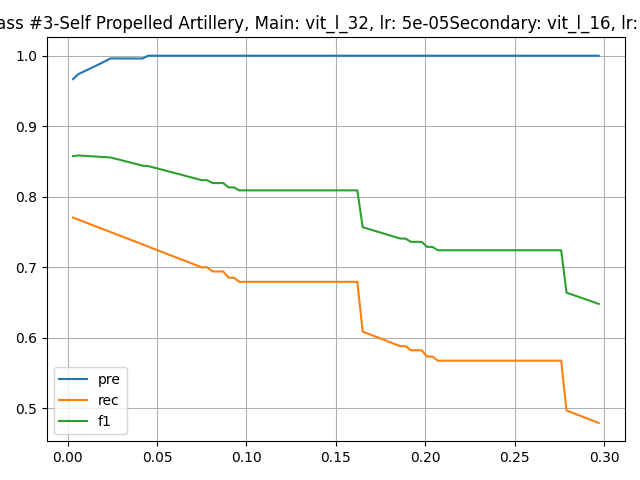 ass #3-Self Propelled Artillery, Main: vit_l_32, lr: 5e-05Secondary: vit_l_16, lr:
1.0
0.9
0.8
0.7
0.6
0.5
pre
rec
f1
0.00 0.05 0.10 0.15 0.20 0.25 0.30